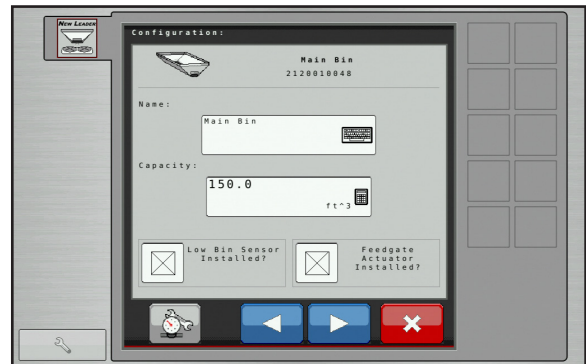 New Leader
Configuration:
Main Bin
2120010048
Name:
Main Bin
Capacity:
150.0
ft^3
Low Bin Sensor
Installed?
Feedgate
Actuator
Installed?